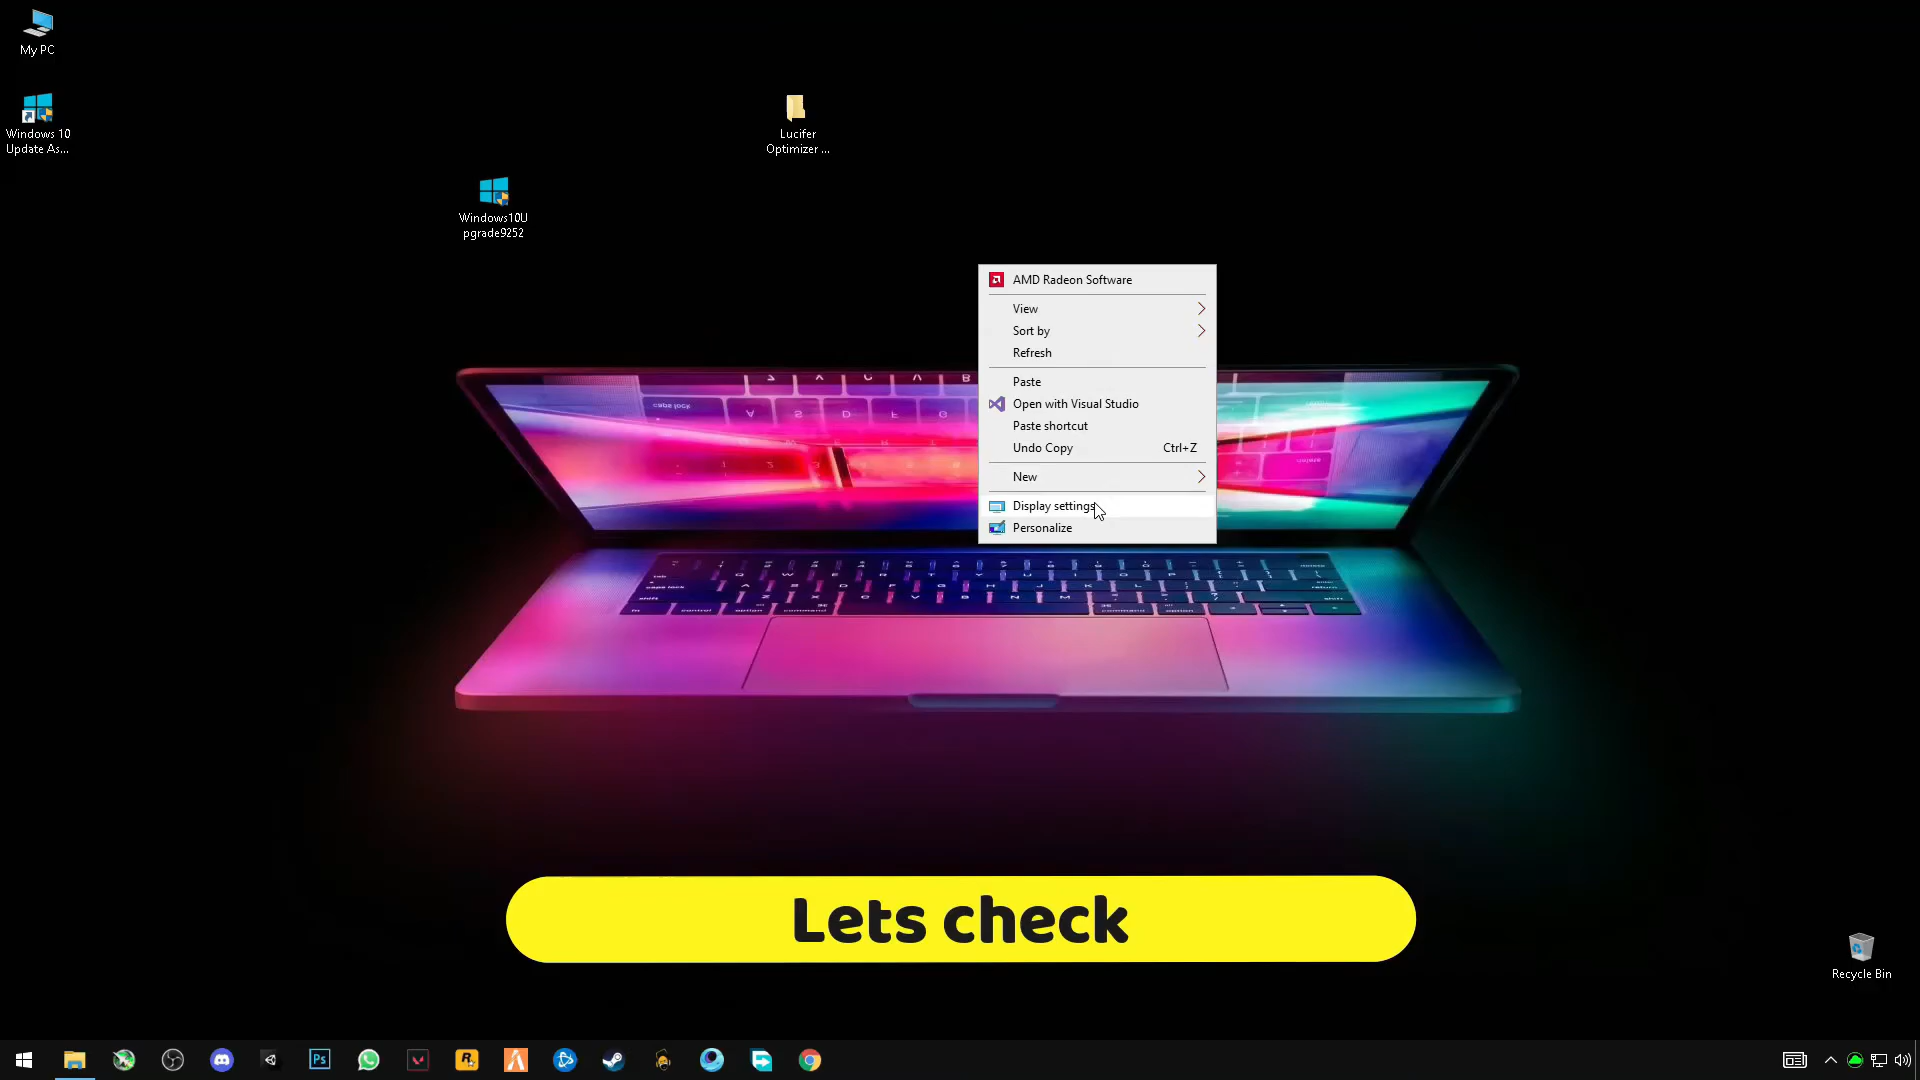 My PC
Windows 10
Update As...
Lucifer
Optimizer ...
Windows10U
pgrade9252
AMD Radeon Software
View
Sort by
Refresh
Paste
Open with Visual Studio
Paste shortcut
Undo Copy Ctrl+Z
New
Display settings
Personalize
Lets check
Recycle Bin
Ps